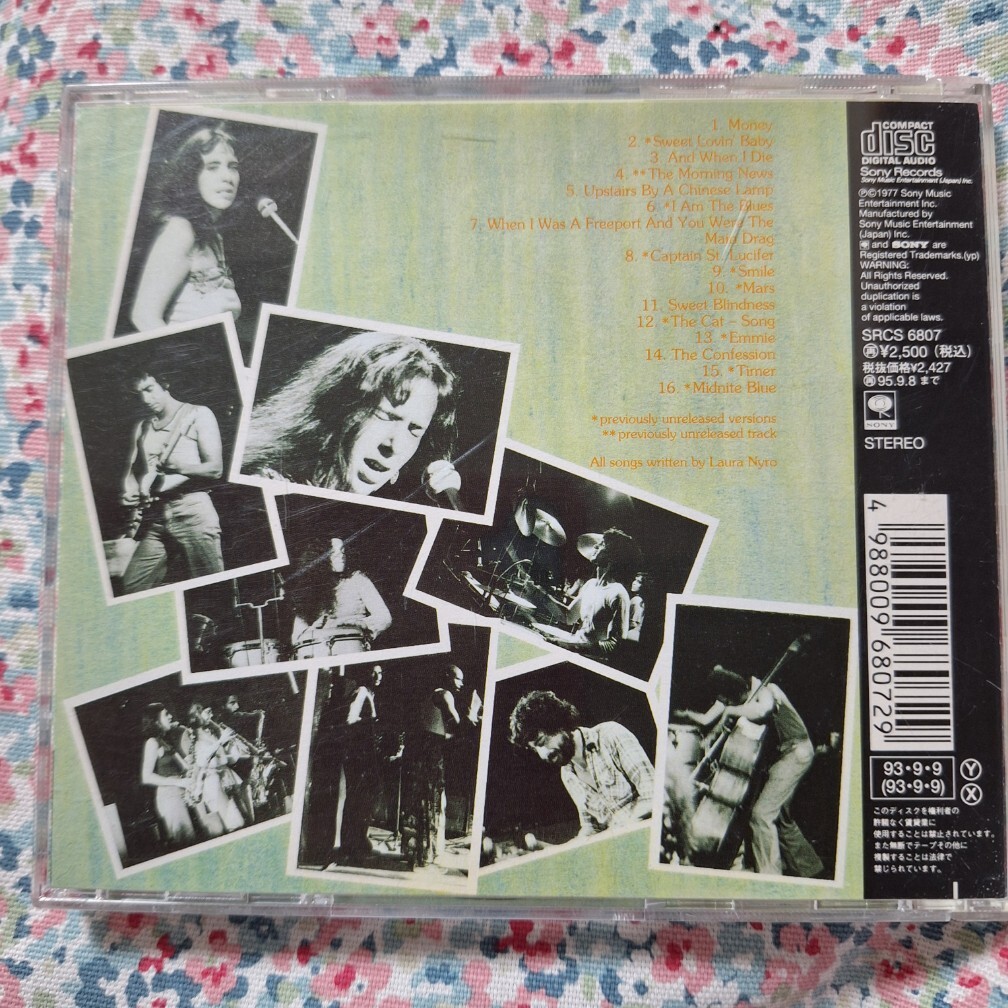 1. Money
2. *Sweet Lovin' Baby
3. And When I Die
4. **The Morning News
5. Upstairs By A Chinese Lamp
6. *I Am The Blues
7. When I Was A Freeport And You Were The
Main Drag
8. *Captain St. Lucifer
9. *Smile
10. *Mars
11. Sweet Blindness
12. *The Cat – Song
13. *Emmie
14. The Confession
15. *Timer
16. *Midnite Blue
*previously unreleased versions
**previously unreleased track
All songs written by Laura Nyro
COMPACT
disc
DIGITAL AUDIO
Sony Records
Sony Music Entertainment (Japan) Inc.
Ⓟ©1977 Sony Music
Entertainment Inc.
Manufactured by
Sony Music Entertainment
(Japan) Inc.
and SONY are
Registered Trademarks.(yp)
WARNING:
All Rights Reserved.
Unauthorized
duplication is
a violation
of applicable laws.
SRCS 6807
㊑¥2,500 (税込)
税抜価格¥2,427
㊑95.9.8 まで
SONY
STEREO
4 988009 680729
93・9・9
(93・9・9)
Ⓨ
Ⓧ
このディスクを権利者の
許諾なく賃貸業に
使用することは禁止されています。
また無断でテープその他に
複製することは法律で
禁じられています。